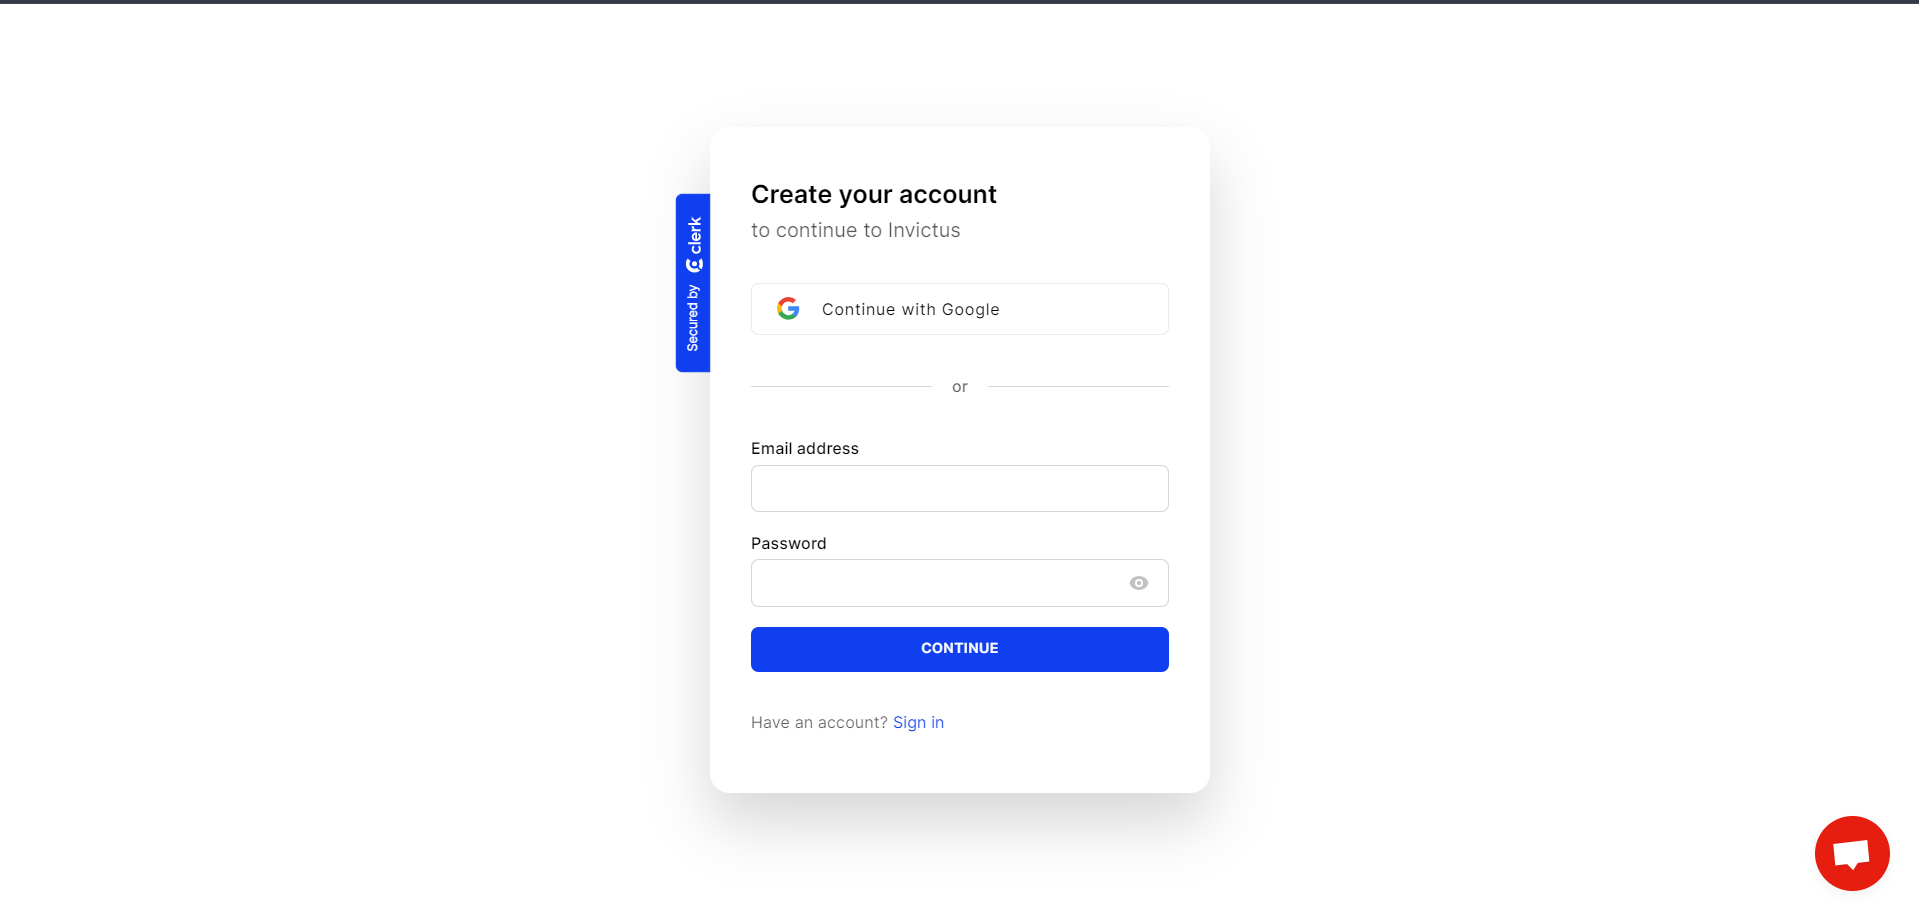 Create your account
to continue to Invictus
Secured by clerk
Continue with Google
or
Email address
Password
CONTINUE
Have an account? Sign in